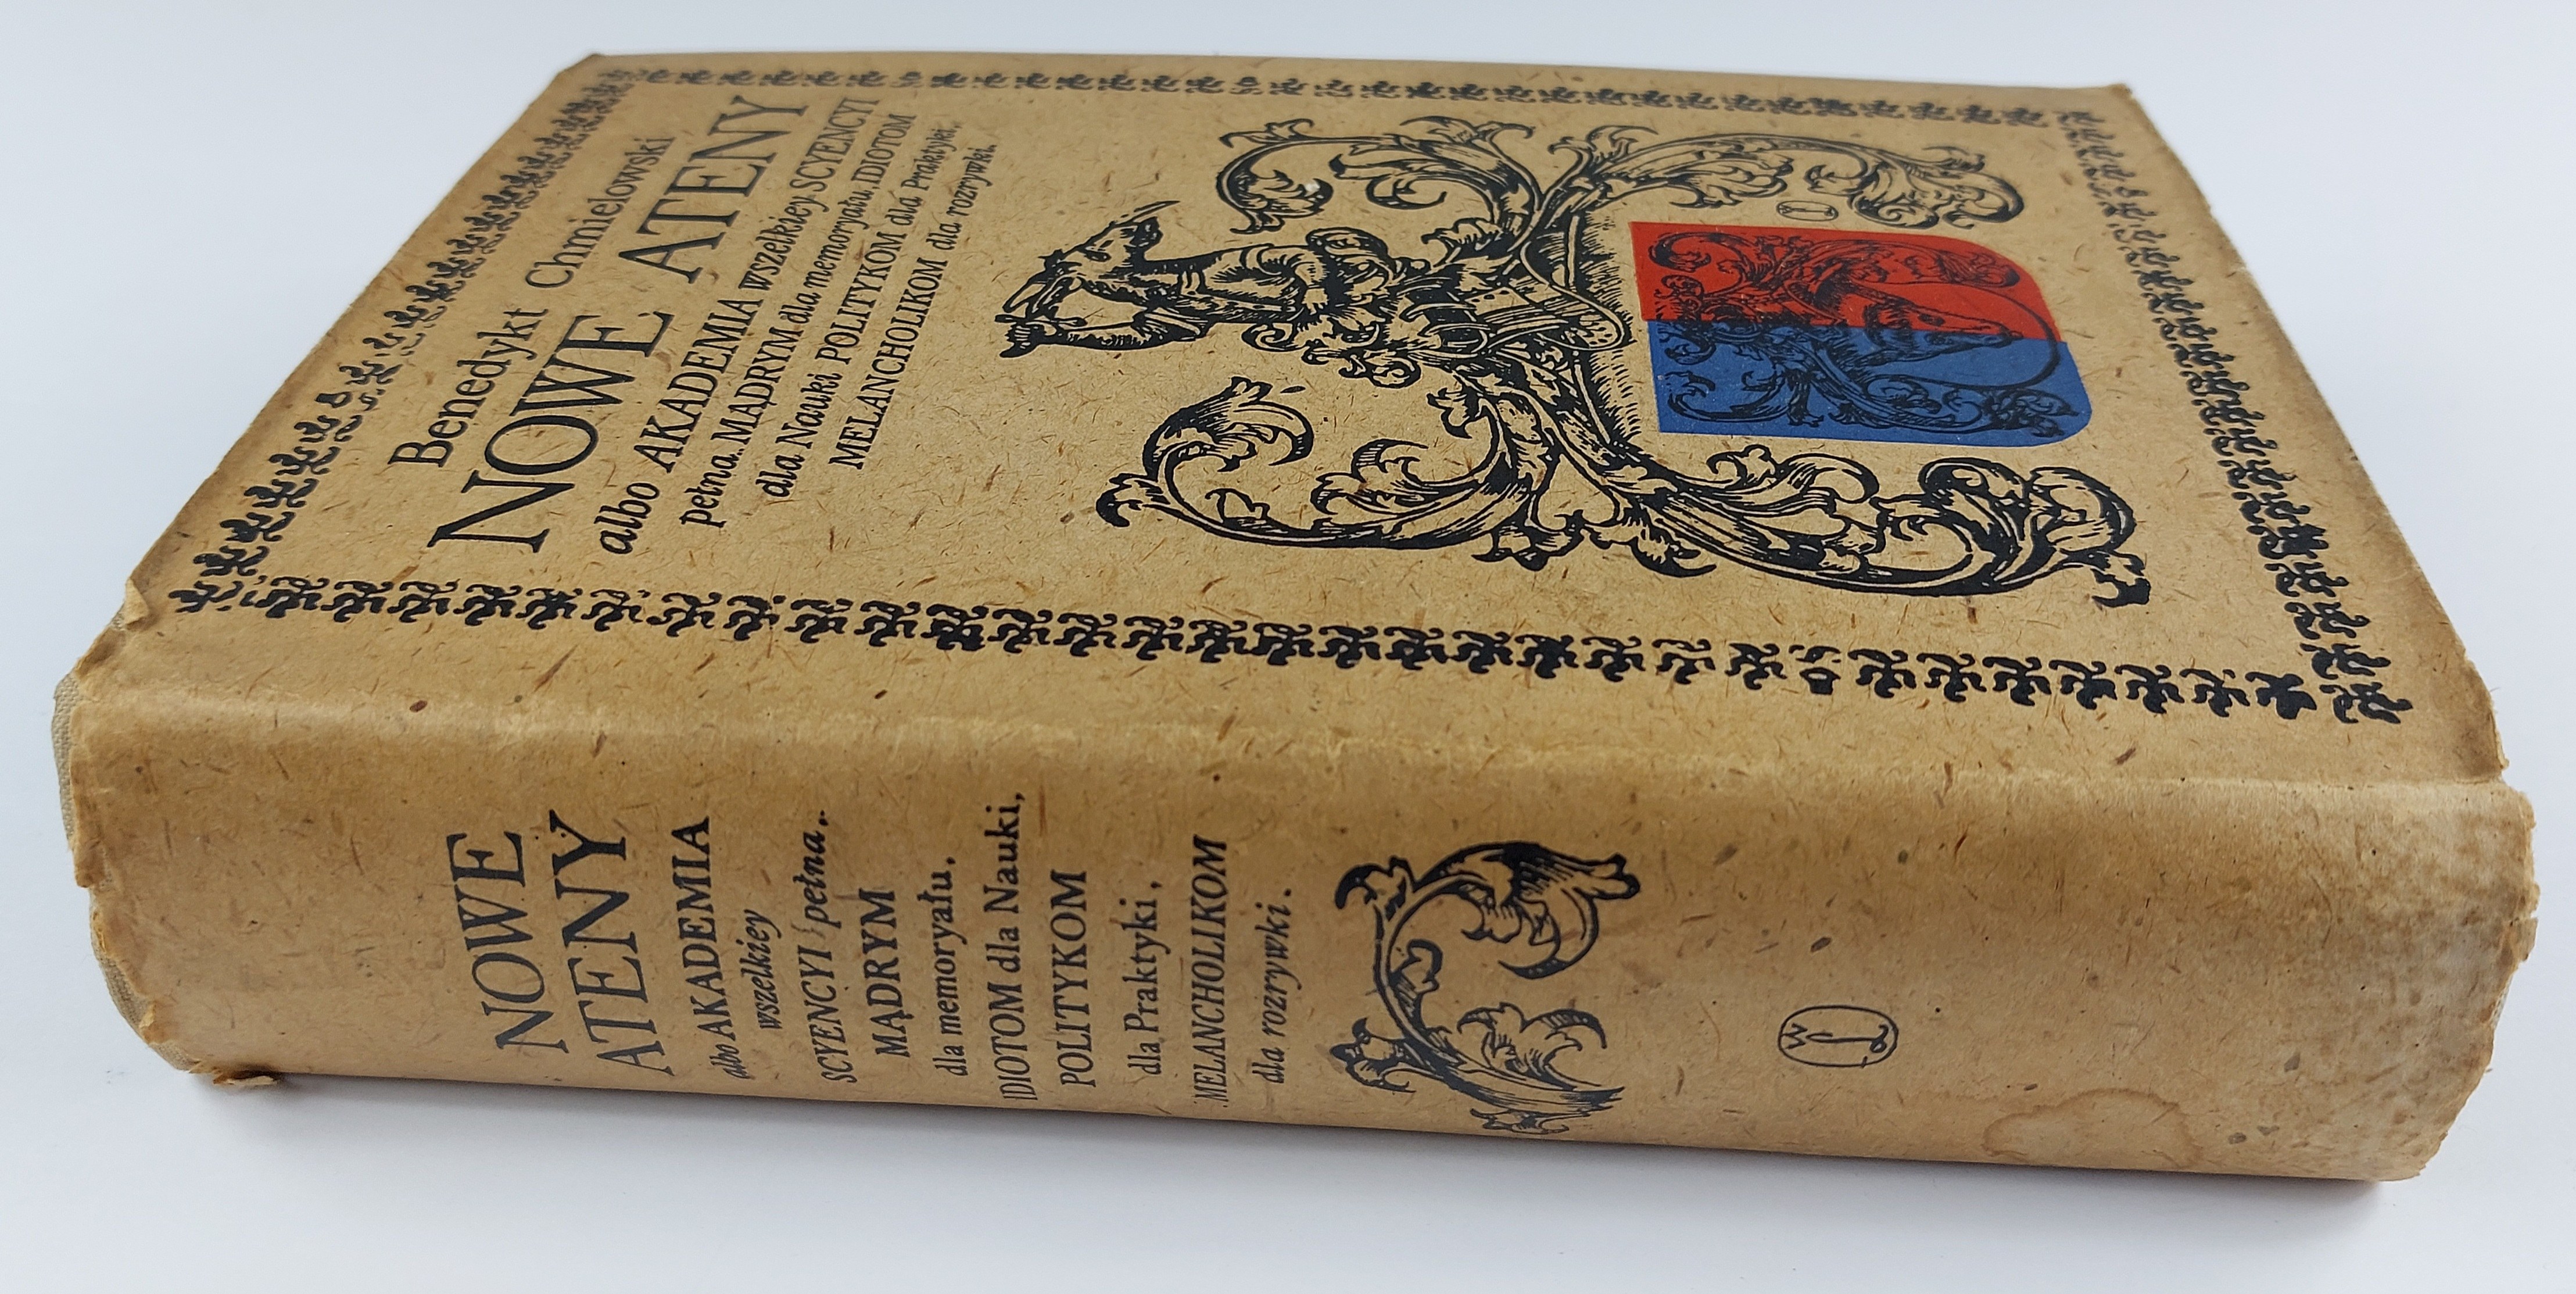 Benedykt Chmielowski
NOWE ATENY
albo AKADEMIA wszelkiey SCYENCYI
pełna.. MĄDRYM dla memoryału, IDIOTOM
dla Nauki POLITYKOM dla Praktyki,
MELANCHOLIKOM dla rozrywki.
NOWE
ATENY
albo AKADEMIA
wszelkiey
SCYENCYI pełna..
MĄDRYM
dla memoryału,
IDIOTOM dla Nauki,
POLITYKOM
dla Praktyki,
MELANCHOLIKOM
dla rozrywki.